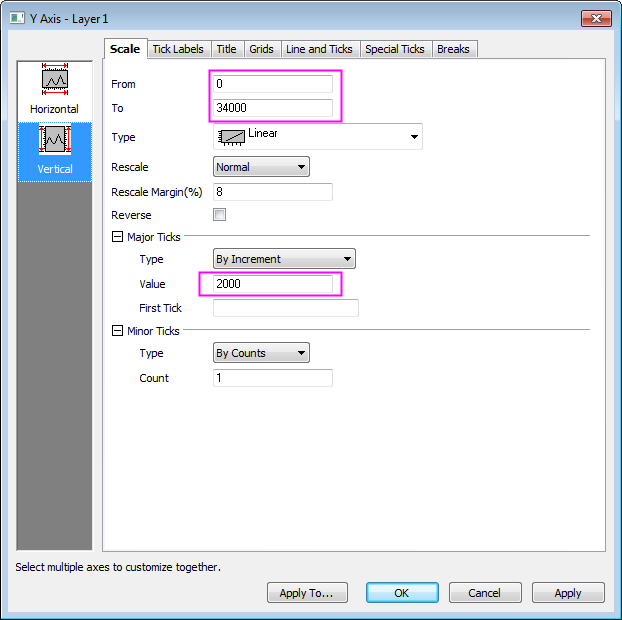 Y Axis - Layer1
Scale Tick Labels Title Grids Line and Ticks Special Ticks Breaks
Horizontal
Vertical
From 0
To 34000
Type Linear
Rescale Normal
Rescale Margin(%) 8
Reverse
Major Ticks
Type By Increment
Value 2000
First Tick
Minor Ticks
Type By Counts
Count 1
Select multiple axes to customize together.
Apply To... OK Cancel Apply